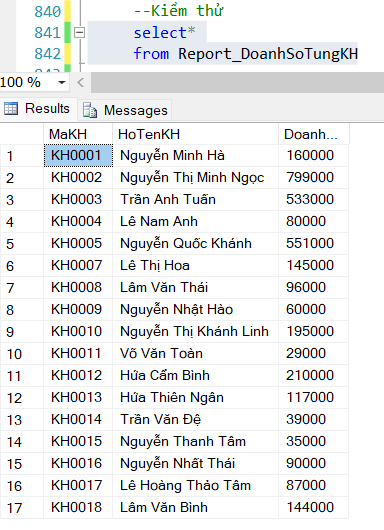 840 --Kiểm thử
841 select*
842 from Report_DoanhSoTungKH
100 %
Results Messages
MaKH HoTenKH Doanh...
1 KH0001 Nguyễn Minh Hà 160000
2 KH0002 Nguyễn Thị Minh Ngọc 799000
3 KH0003 Trần Anh Tuấn 533000
4 KH0004 Lê Nam Anh 80000
5 KH0005 Nguyễn Quốc Khánh 551000
6 KH0007 Lê Thị Hoa 145000
7 KH0008 Lâm Văn Thái 96000
8 KH0009 Nguyễn Nhật Hào 60000
9 KH0010 Nguyễn Thị Khánh Linh 195000
10 KH0011 Võ Văn Toàn 29000
11 KH0012 Hứa Cẩm Bình 210000
12 KH0013 Hứa Thiên Ngân 117000
13 KH0014 Trần Văn Đệ 39000
14 KH0015 Nguyễn Thanh Tâm 35000
15 KH0016 Nguyễn Nhất Thái 90000
16 KH0017 Lê Hoàng Thảo Tâm 87000
17 KH0018 Lâm Văn Bình 144000